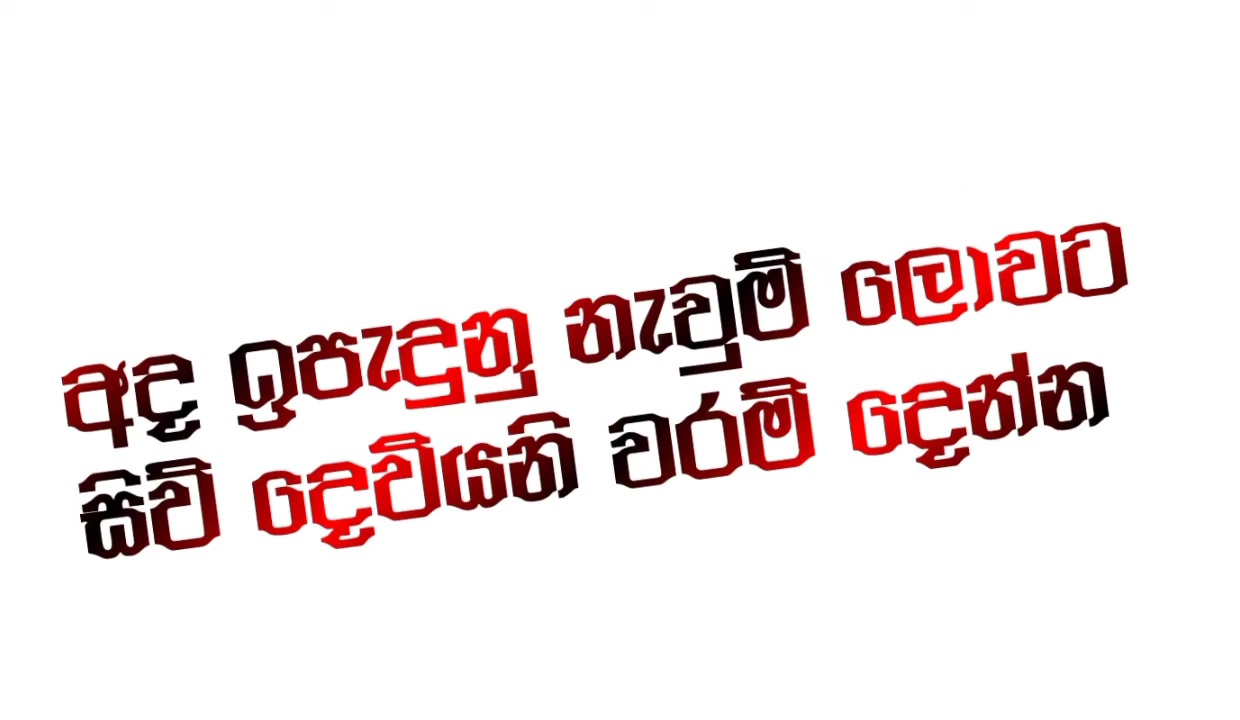 අද ඉපැදුනු නැවුම් ලොවට
සිව් දෙවියනි වරම් දෙන්න